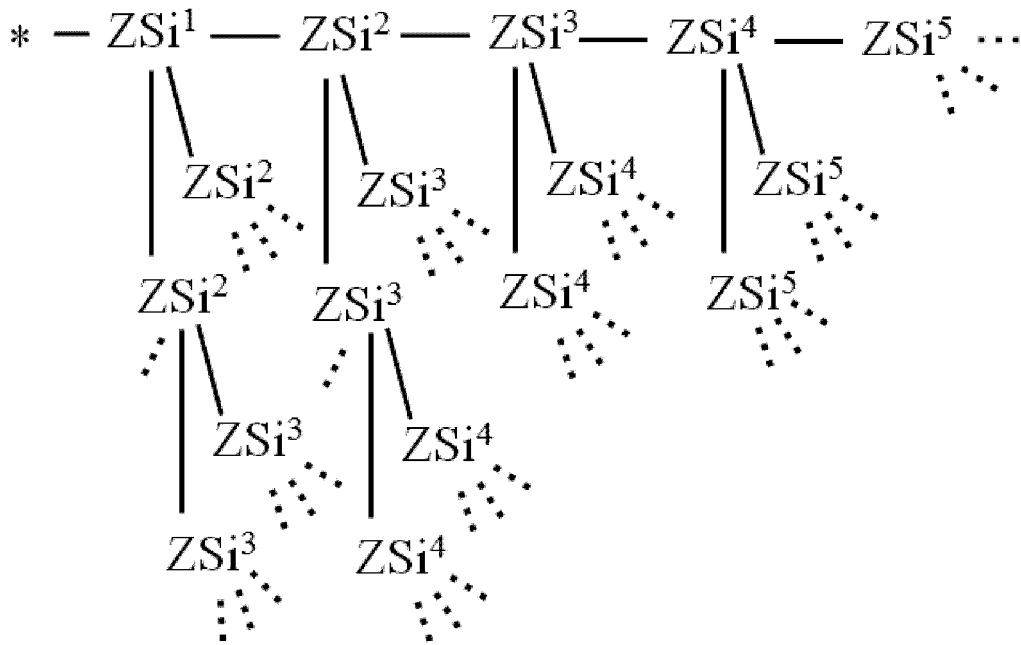 * — ZSi¹ — ZSi² — ZSi³ — ZSi⁴ — ZSi⁵ ···
ZSi² ZSi³ ZSi⁴ ZSi⁵
ZSi² ZSi³ ZSi⁴ ZSi⁵
ZSi³ ZSi⁴
ZSi³ ZSi⁴